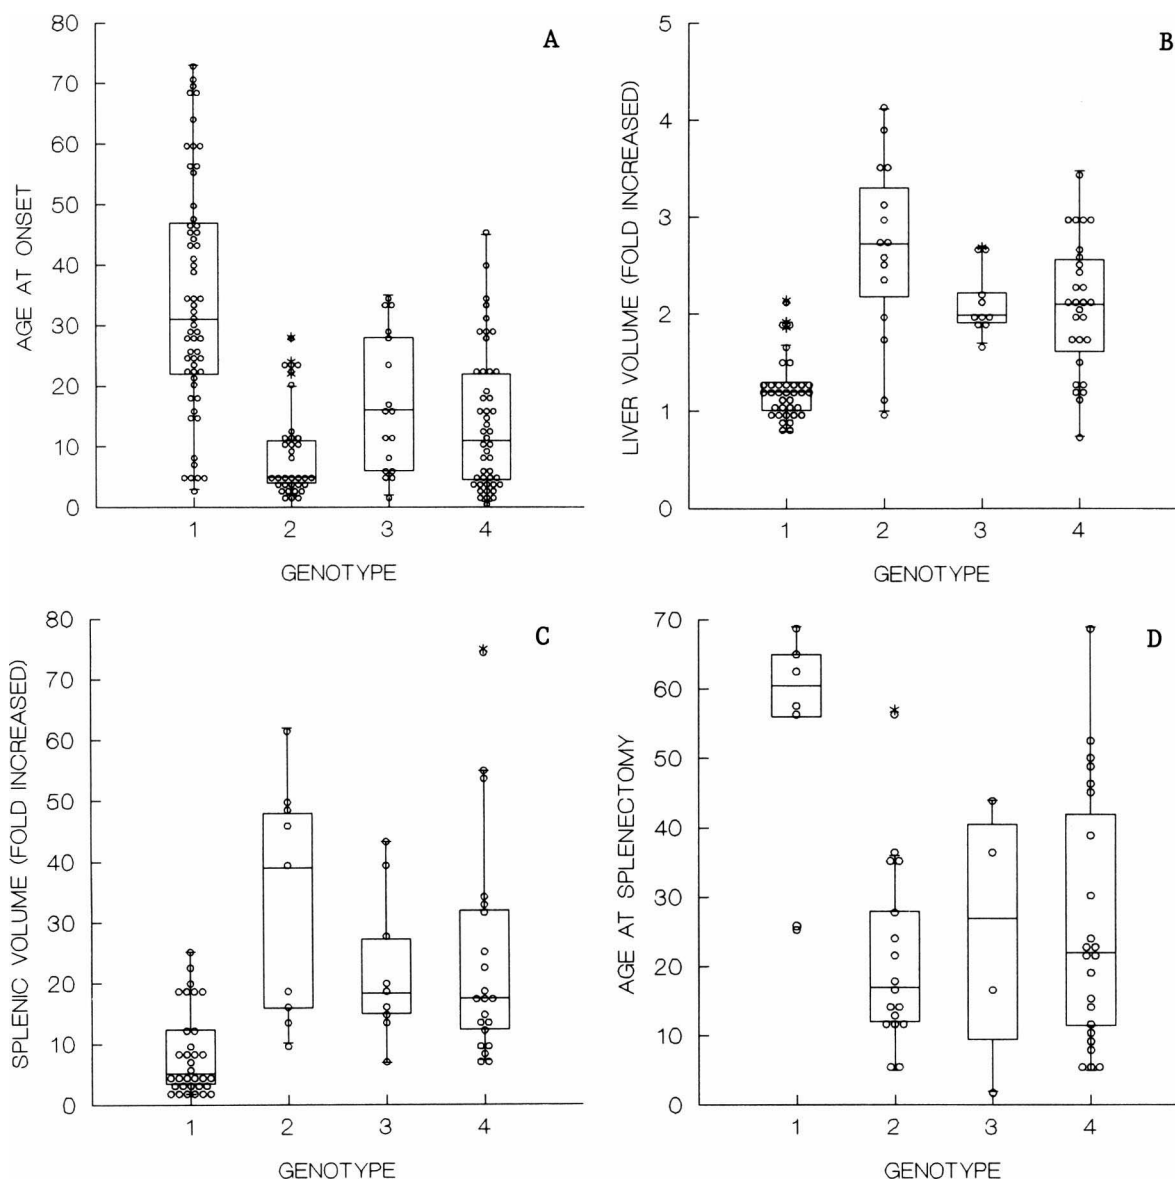 A
80
70
60
50
40
30
20
10
0
AGE AT ONSET
1 2 3 4
GENOTYPE
B
5
4
3
2
1
0
LIVER VOLUME (FOLD INCREASED)
1 2 3 4
GENOTYPE
C
80
70
60
50
40
30
20
10
0
SPLENIC VOLUME (FOLD INCREASED)
1 2 3 4
GENOTYPE
D
70
60
50
40
30
20
10
0
AGE AT SPLENECTOMY
1 2 3 4
GENOTYPE